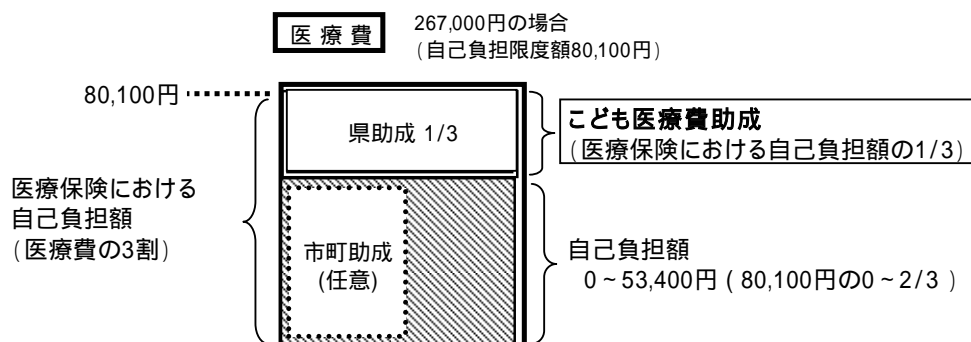 医 療 費
267,000円の場合
(自己負担限度額80,100円)
80,100円
県助成 1/3
こども医療費助成
(医療保険における自己負担額の1/3)
医療保険における
自己負担額
(医療費の3割)
市町助成
(任意)
自己負担額
0~53,400円 ( 80,100円の0~2/3 )